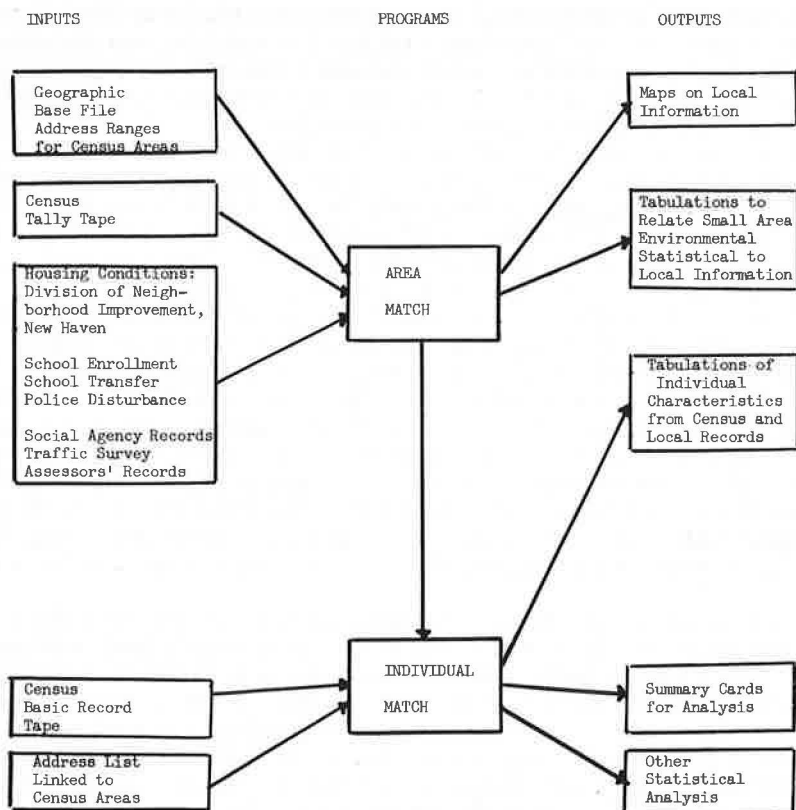 INPUTS
PROGRAMS
OUTPUTS
Geographic
Base File
Address Ranges
for Census Areas
Census
Tally Tape
Housing Conditions:
Division of Neigh-
borhood Improvement,
New Haven
School Enrollment
School Transfer
Police Disturbance
Social Agency Records
Traffic Survey
Assessors' Records
AREA
MATCH
Maps on Local
Information
Tabulations to
Relate Small Area
Environmental
Statistical to
Local Information
Tabulations of
Individual
Characteristics
from Census and
Local Records
Census
Basic Record
Tape
Address List
Linked to
Census Areas
INDIVIDUAL
MATCH
Summary Cards
for Analysis
Other
Statistical
Analysis